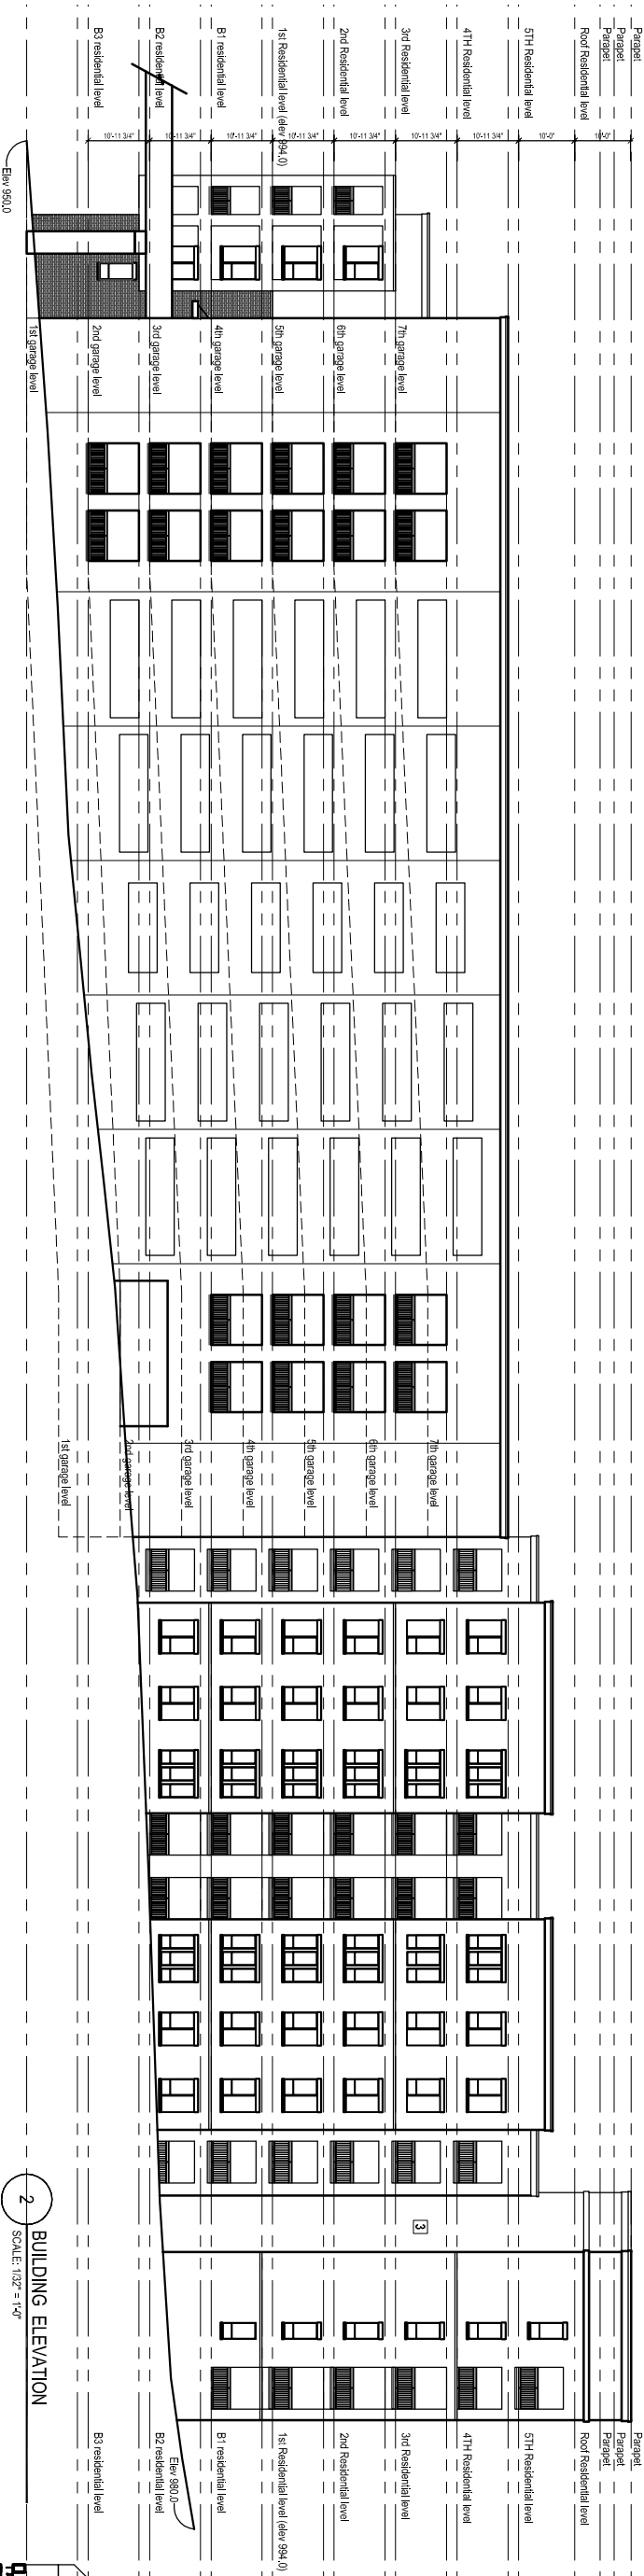 Parapet
Parapet
Parapet
Roof Residential level
5TH Residential level
4TH Residential level
3rd Residential level
2nd Residential level
1st Residential level (elev 994.0)
B1 residential level
B2 residential level
B3 residential level
10'-0"
10'-0"
10'-11 3/4"
10'-11 3/4"
10'-11 3/4"
10'-11 3/4"
10'-11 3/4"
10'-11 3/4"
10'-11 3/4"
Elev 950.0
7th garage level
6th garage level
5th garage level
4th garage level
3rd garage level
2nd garage level
1st garage level
7th garage level
6th garage level
5th garage level
4th garage level
3rd garage level
2nd garage level
1st garage level
3
Parapet
Parapet
Parapet
Roof Residential level
5TH Residential level
4TH Residential level
3rd Residential level
2nd Residential level
1st Residential level (elev 994.0)
B1 residential level
Elev 980.0
B2 residential level
B3 residential level
2
BUILDING ELEVATION
SCALE: 1/32" = 1'-0"